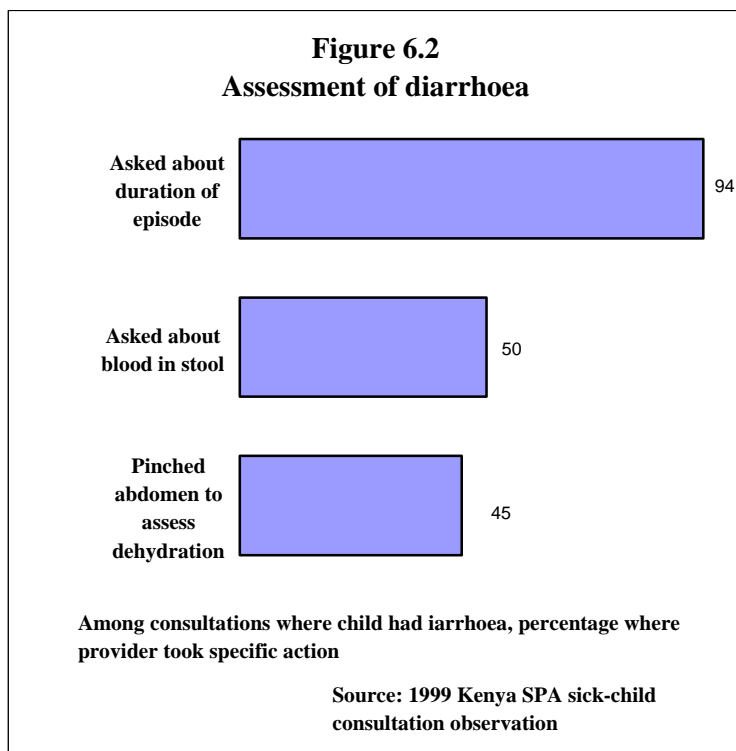 Figure 6.2
Assessment of diarrhoea
Asked about
duration of
episode
94
Asked about
blood in stool
50
Pinched
abdomen to
assess
dehydration
45
Among consultations where child had iarrhoea, percentage where
provider took specific action
Source: 1999 Kenya SPA sick-child
consultation observation